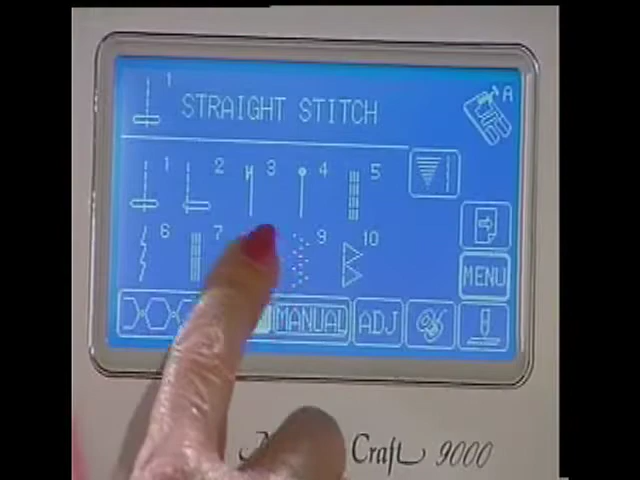 1 STRAIGHT STITCH A
1 2 3 4 5
6 7 9 10
MENU
MANUAL ADJ
Craft 9000